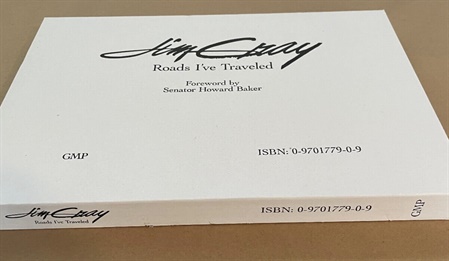 Jim Gray
Roads I've Traveled
Foreword by
Senator Howard Baker
GMP
ISBN: 0-9701779-0-9
Jim Gray
Roads I've Traveled
ISBN: 0-9701779-0-9
GMP